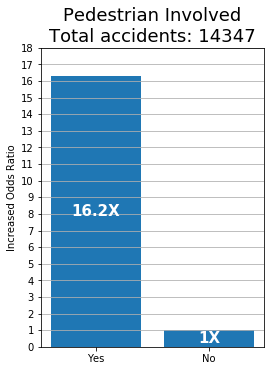 Pedestrian Involved
Total accidents: 14347
18
17
16
15
14
13
12
11
10
9
8
7
6
5
4
3
2
1
0
Increased Odds Ratio
16.2X
1X
Yes
No